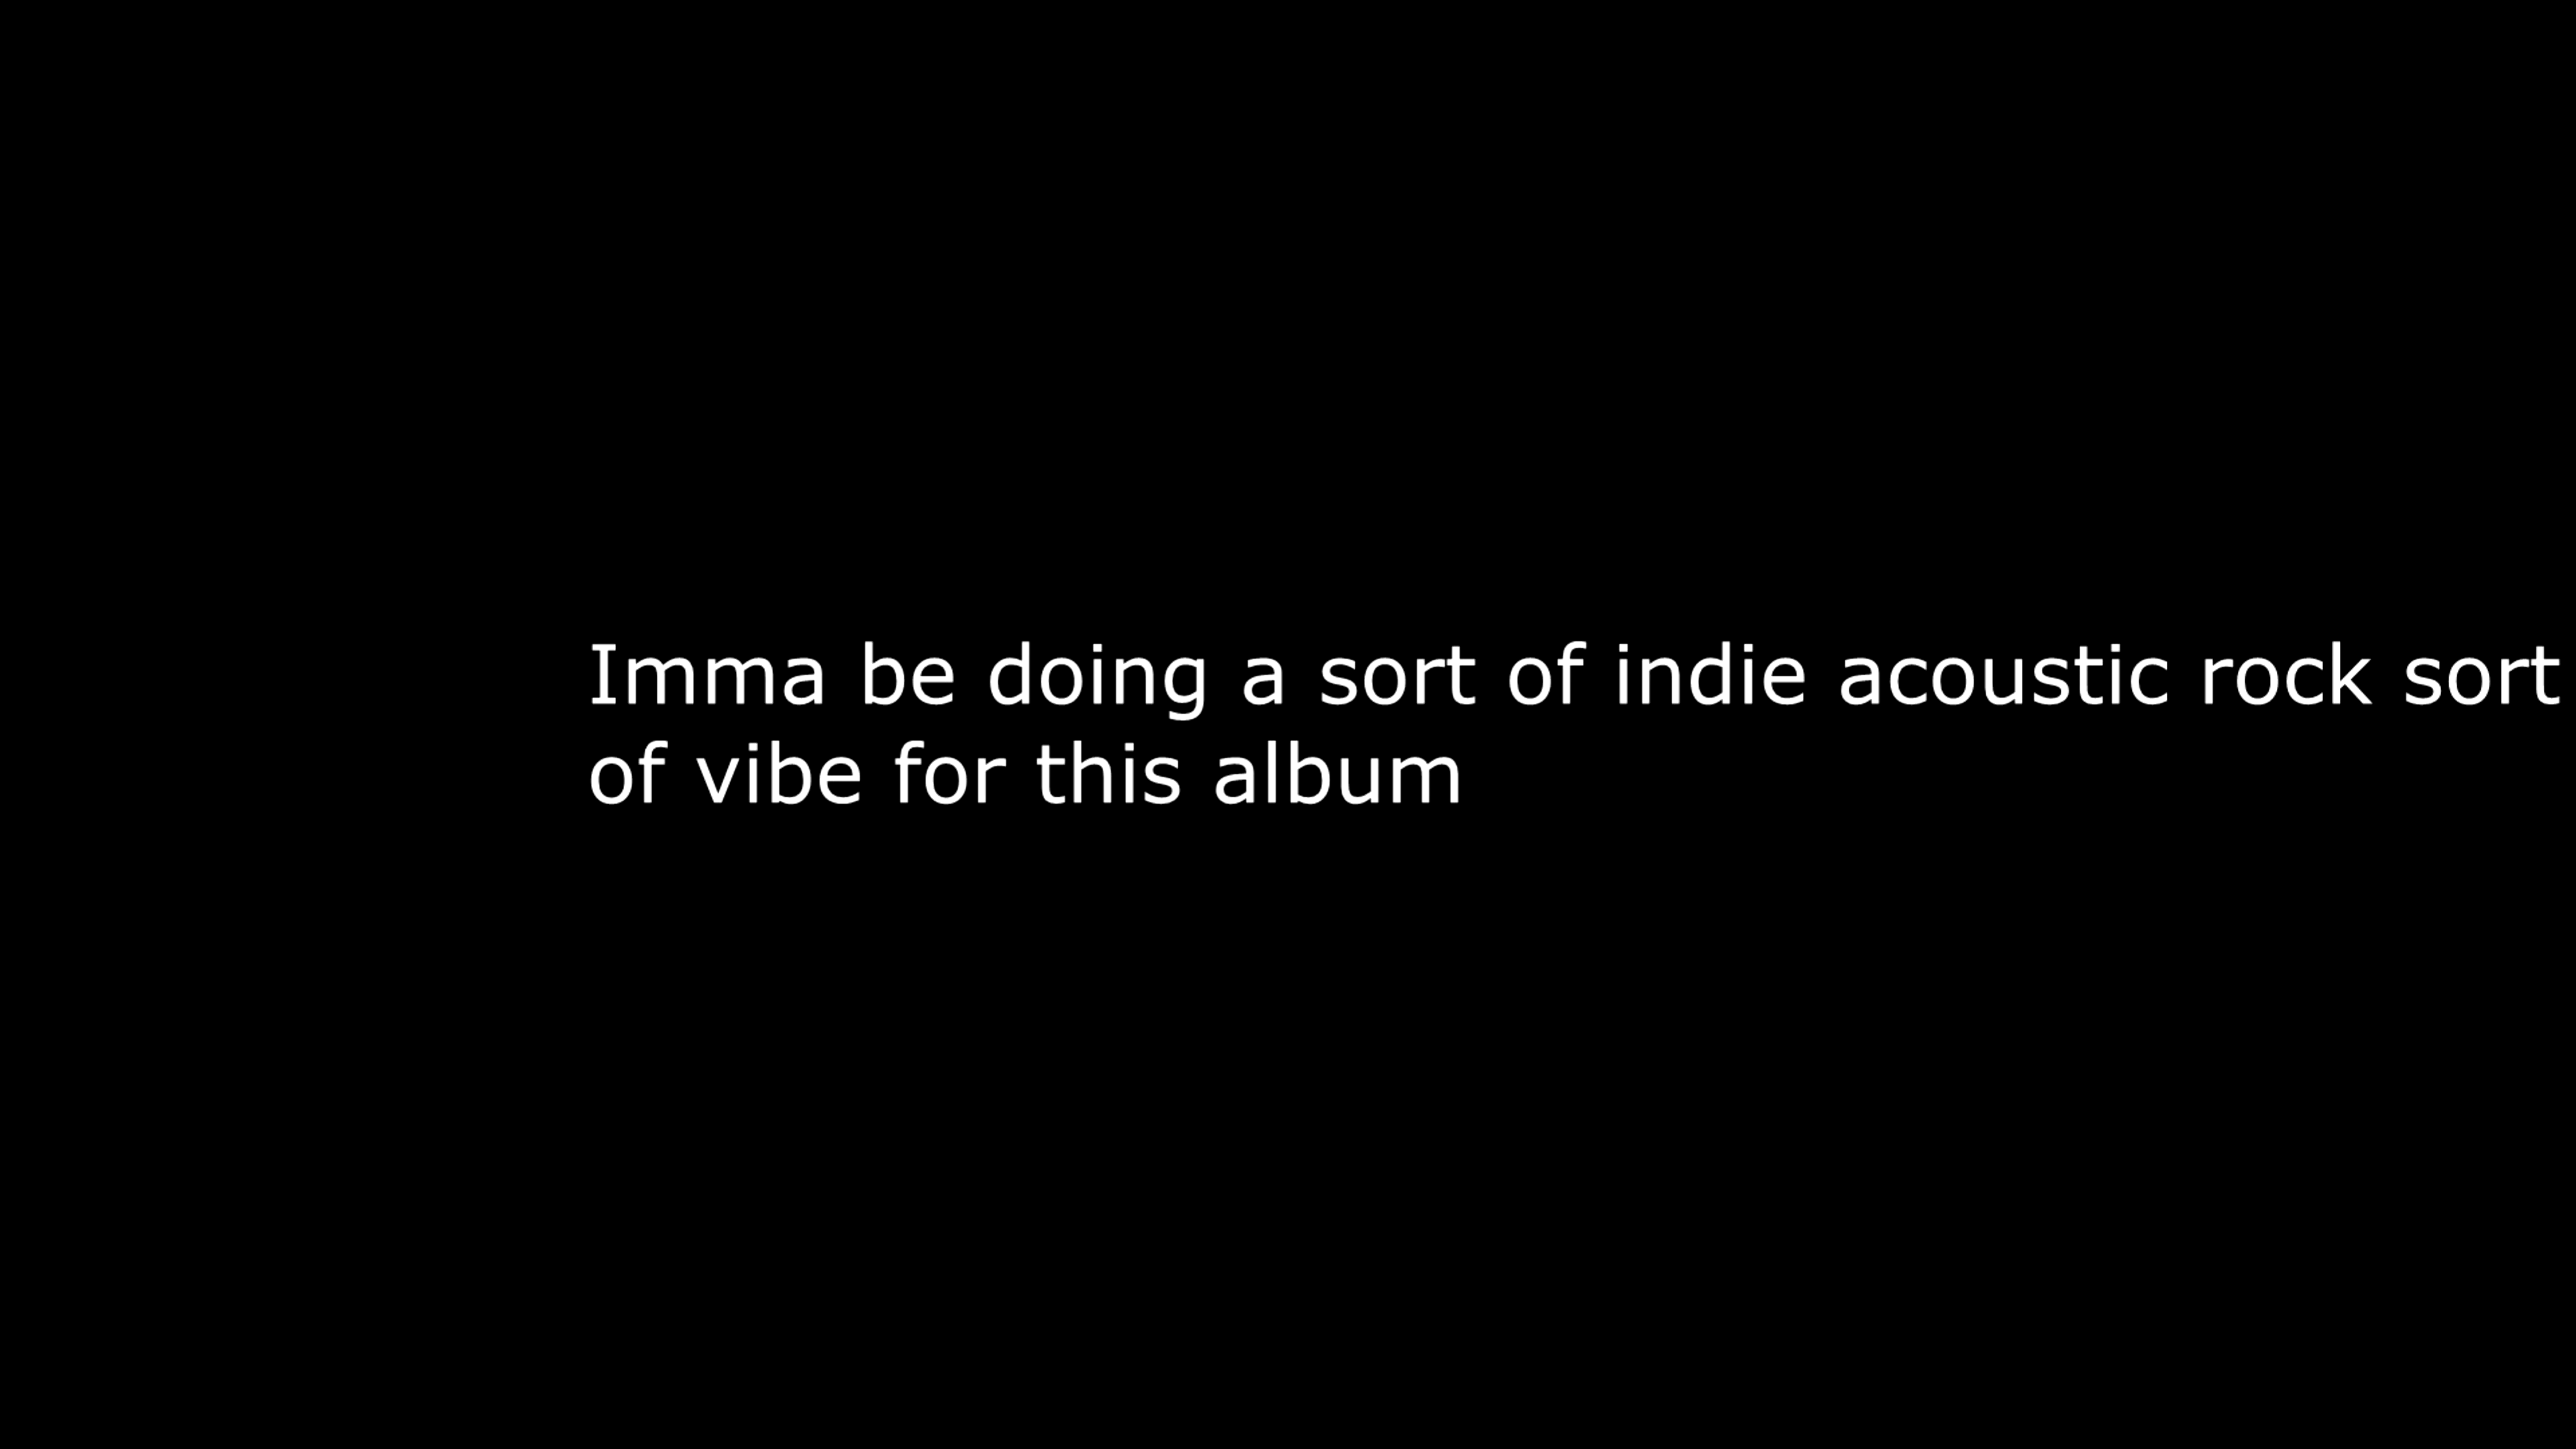 Imma be doing a sort of indie acoustic rock sort
of vibe for this album